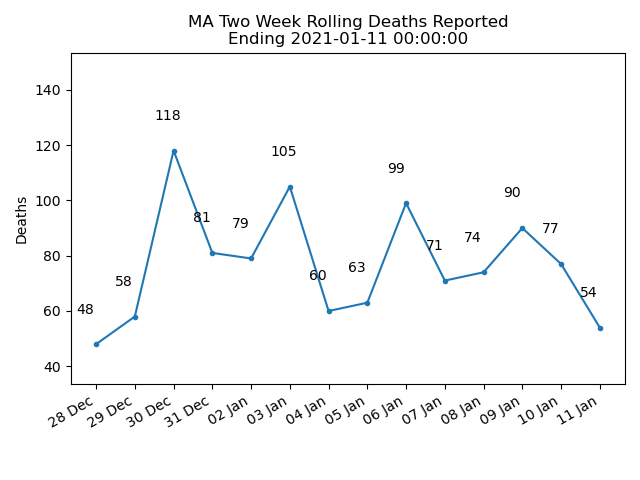 MA Two Week Rolling Deaths Reported
Ending 2021-01-11 00:00:00
140
120
100
80
60
40
Deaths
48
58
118
81
79
105
60
63
99
71
74
90
77
54
28 Dec
29 Dec
30 Dec
31 Dec
02 Jan
03 Jan
04 Jan
05 Jan
06 Jan
07 Jan
08 Jan
09 Jan
10 Jan
11 Jan